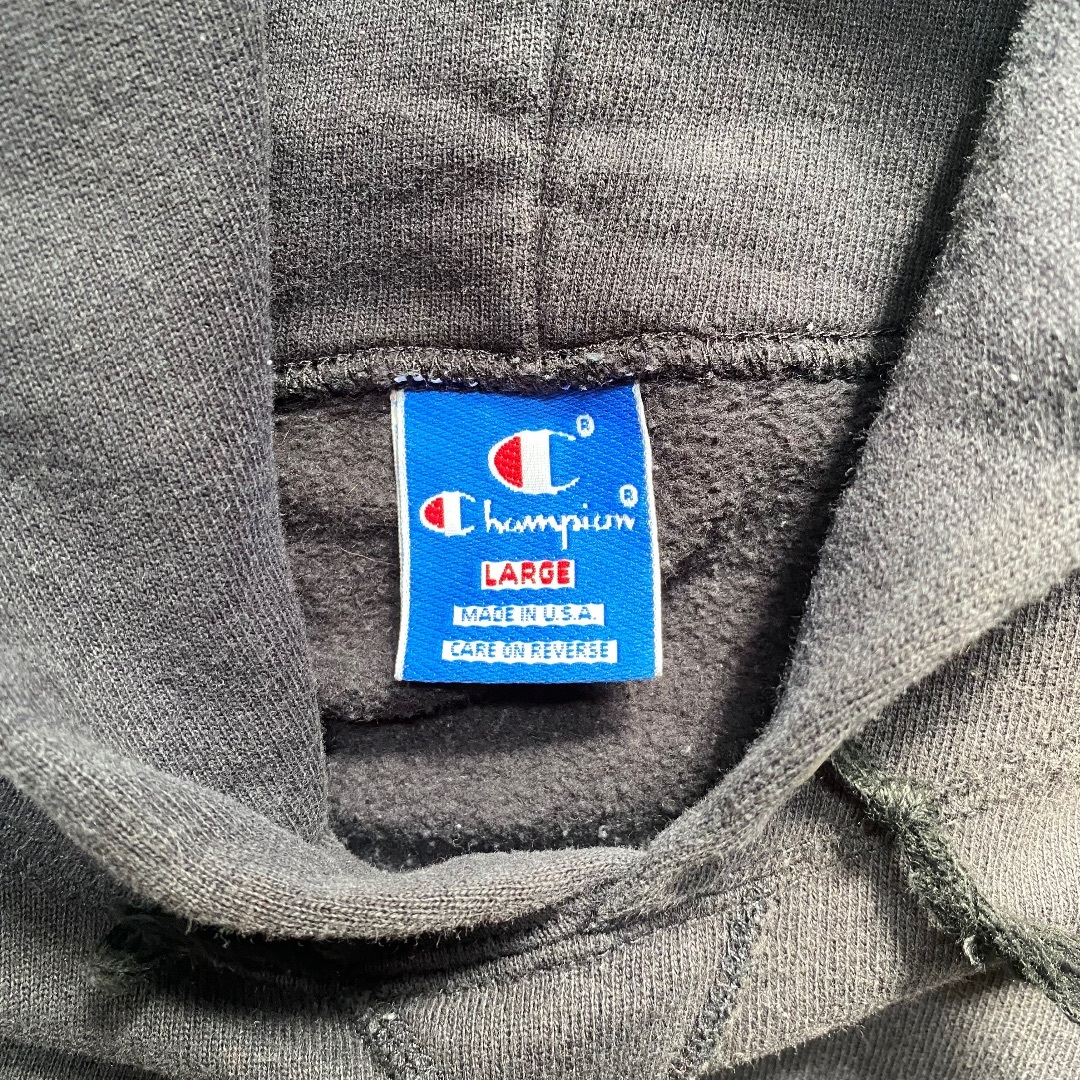 C®
Champion®
LARGE
MADE IN U.S.A.
CARE ON REVERSE